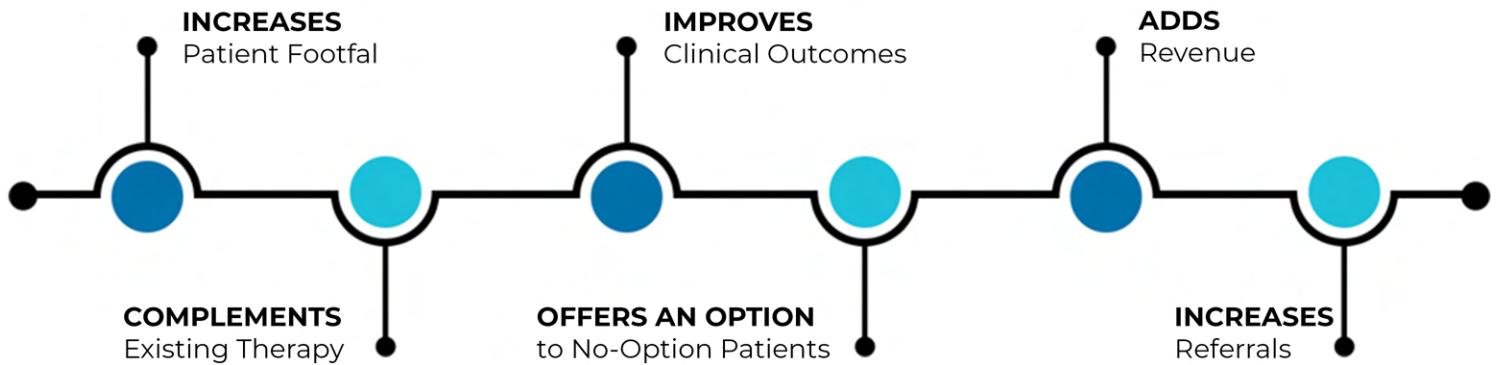 INCREASES
Patient Footfal
IMPROVES
Clinical Outcomes
ADDS
Revenue
COMPLEMENTS
Existing Therapy
OFFERS AN OPTION
to No-Option Patients
INCREASES
Referrals